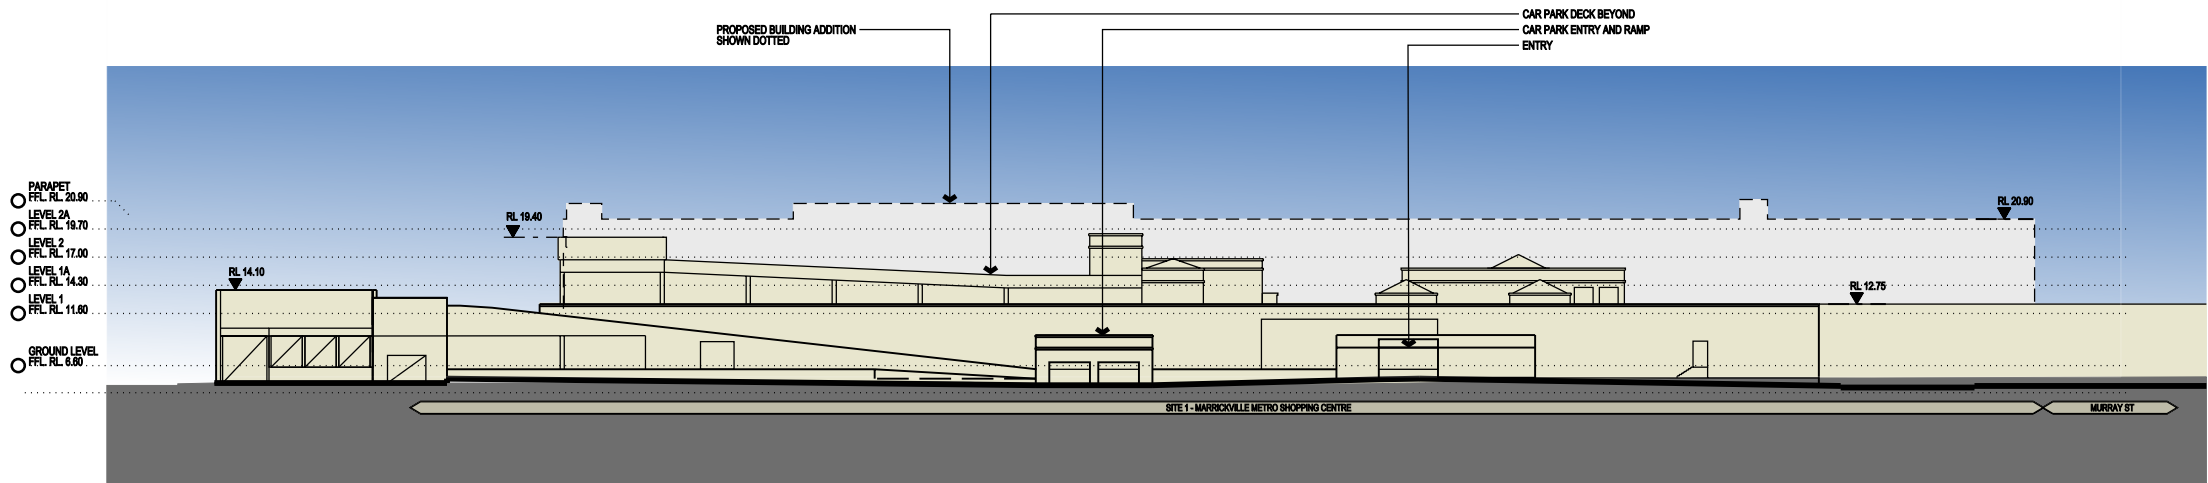 CAR PARK DECK BEYOND
PROPOSED BUILDING ADDITION
SHOWN DOTTED
CAR PARK ENTRY AND RAMP
ENTRY
PARAPET
FFL. RL. 20.90
LEVEL 2A
FFL. RL. 19.70
LEVEL 2
FFL. RL. 17.00
LEVEL 1A
FFL. RL. 14.30
LEVEL 1
FFL. RL. 11.60
GROUND LEVEL
FFL. RL. 6.60
RL 14.10
RL 19.40
RL 20.90
RL 12.75
SITE 1 - MARRICKVILLE METRO SHOPPING CENTRE
MURRAY ST